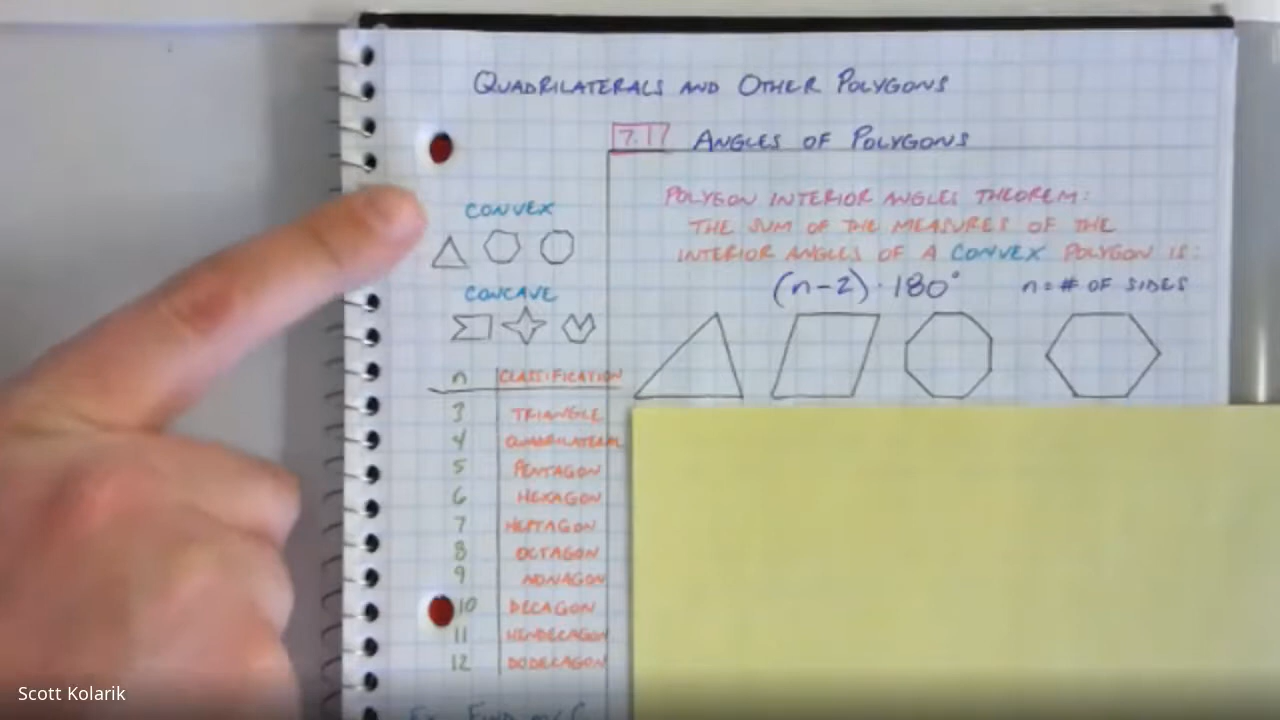 QUADRILATERALS AND OTHER POLYGONS
7.1 ANGLES OF POLYGONS
CONVEX
CONCAVE
n CLASSIFICATION
3 TRIANGLE
4 QUADRILATERAL
5 PENTAGON
6 HEXAGON
7 HEPTAGON
8 OCTAGON
9 NONAGON
10 DECAGON
11 HENDECAGON
12 DODECAGON
POLYGON INTERIOR ANGLES THEOREM:
THE SUM OF THE MEASURES OF THE
INTERIOR ANGLES OF A CONVEX POLYGON IS:
(n-2)·180° n = # OF SIDES
FIND
Scott Kolarik